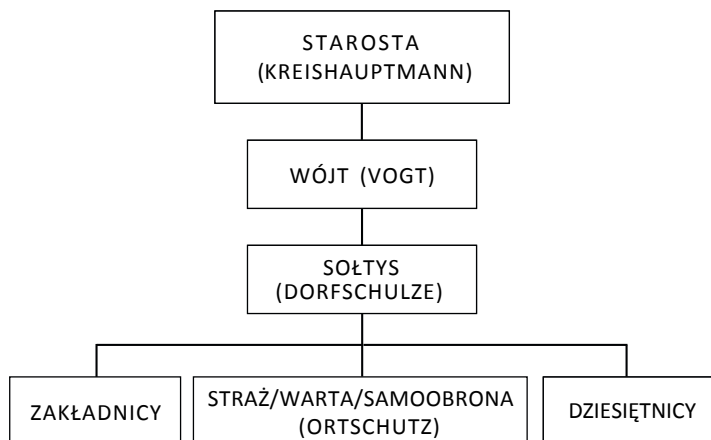 STAROSTA
(KREISHAUPTMANN)
WÓJT (VOGT)
SOŁTYS
(DORFSCHULZE)
ZAKŁADNICY
STRAŻ/WARTA/SAMOOBRONA
(ORTSCHUTZ)
DZIESIĘTNICY